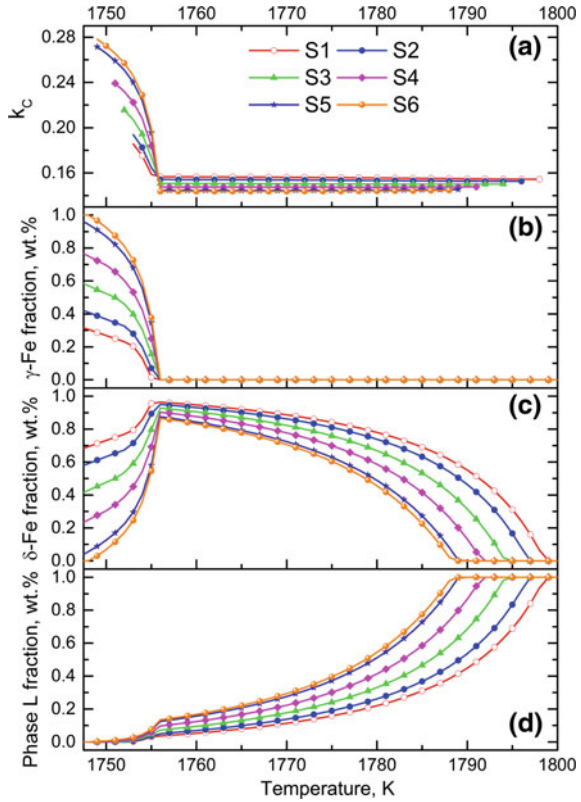 1750 1760 1770 1780 1790 1800
0.28
0.24
0.20
0.16
k_C
S1 S2
S3 S4
S5 S6
(a)
1.0
0.8
0.6
0.4
0.2
0.0
γ-Fe fraction, wt.%
(b)
1.0
0.8
0.6
0.4
0.2
0.0
δ-Fe fraction, wt.%
(c)
1.0
0.8
0.6
0.4
0.2
0.0
Phase L fraction, wt.%
(d)
1750 1760 1770 1780 1790 1800
Temperature, K